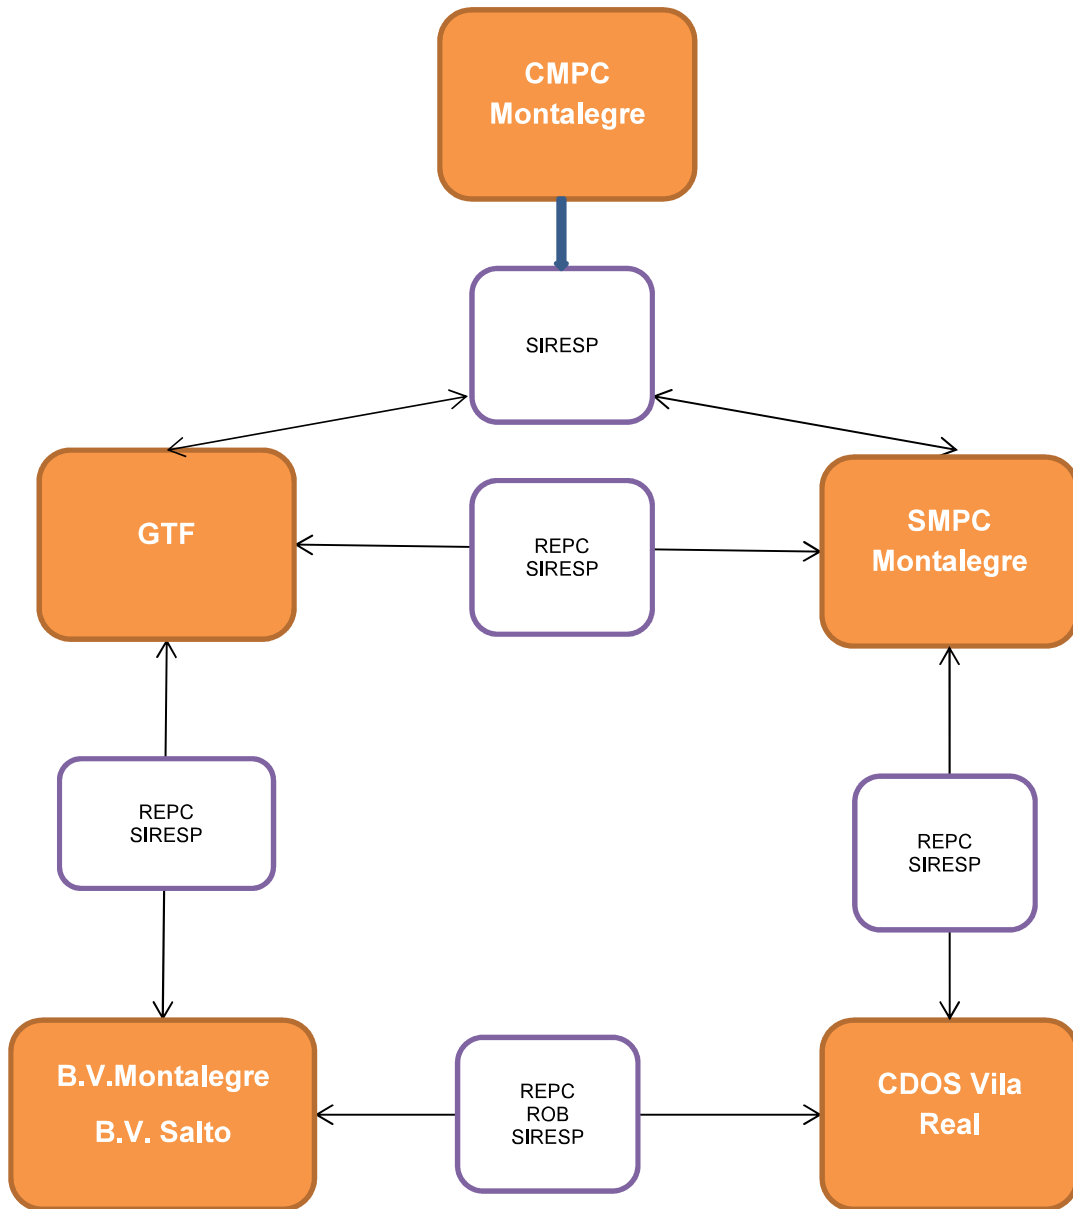 CMPC
Montalegre
SIRESP
GTF
REPC
SIRESP
SMPC
Montalegre
REPC
SIRESP
REPC
SIRESP
B.V.Montalegre
B.V. Salto
REPC
ROB
SIRESP
CDOS Vila
Real